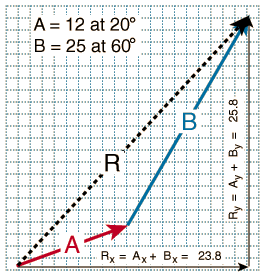 A = 12 at 20°
B = 25 at 60°
B
R
A
Rx = Ax + Bx = 23.8
Ry = Ay + By = 25.8